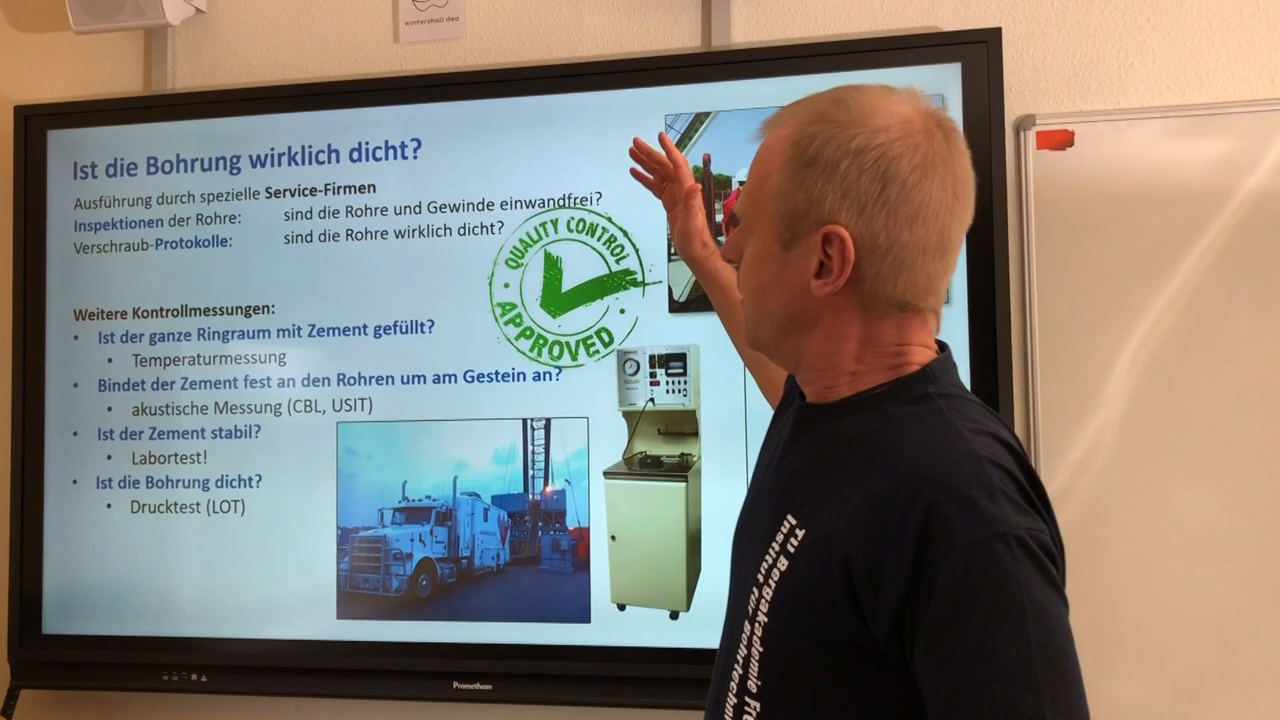 wintershall dea
Ist die Bohrung wirklich dicht?
Ausführung durch spezielle Service-Firmen
Inspektionen der Rohre: sind die Rohre und Gewinde einwandfrei?
Verschraub-Protokolle: sind die Rohre wirklich dicht?
QUALITY CONTROL
APPROVED
Weitere Kontrollmessungen:
• Ist der ganze Ringraum mit Zement gefüllt?
• Temperaturmessung
• Bindet der Zement fest an den Rohren um am Gestein an?
• akustische Messung (CBL, USIT)
• Ist der Zement stabil?
• Labortest!
• Ist die Bohrung dicht?
• Drucktest (LOT)
Promethean
TU Bergakademie Fre
Institut für Bohrtechni